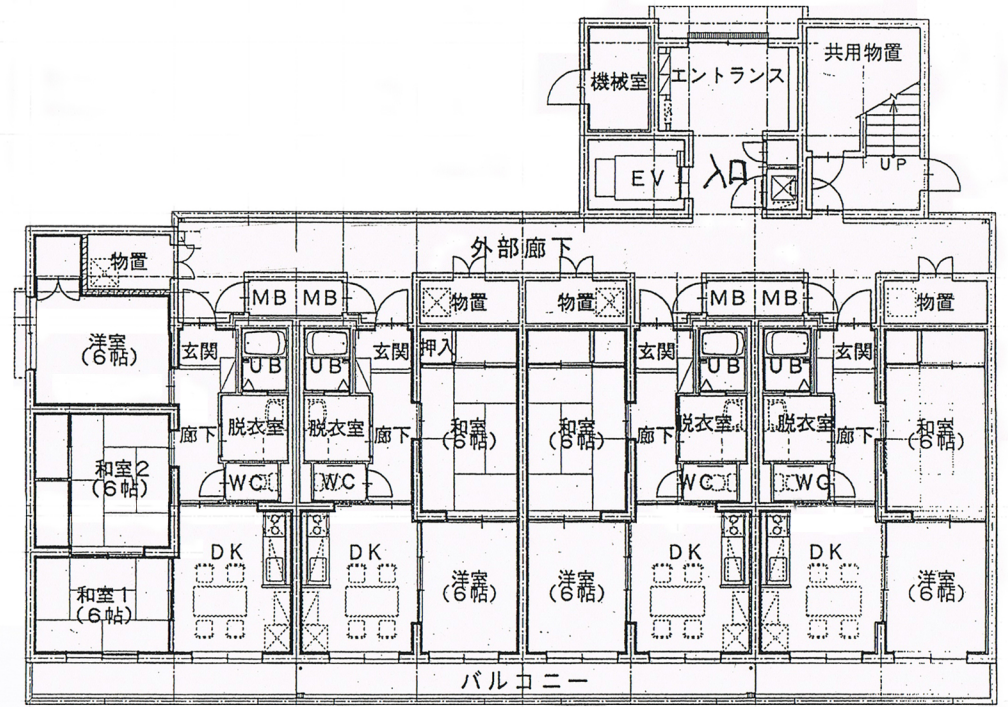 共用物置
エントランス
機械室
UP
EV
入口
外部廊下
物置
MB
MB
物置
物置
MB
MB
物置
洋室
(6帖)
玄関
UB
UB
玄関
押入
玄関
UB
UB
玄関
廊下
脱衣室
脱衣室
廊下
和室
(6帖)
和室
(6帖)
廊下
脱衣室
脱衣室
廊下
和室
(6帖)
和室2
(6帖)
WC
WC
WC
WC
DK
DK
DK
DK
和室1
(6帖)
洋室
(6帖)
洋室
(6帖)
洋室
(6帖)
バルコニー